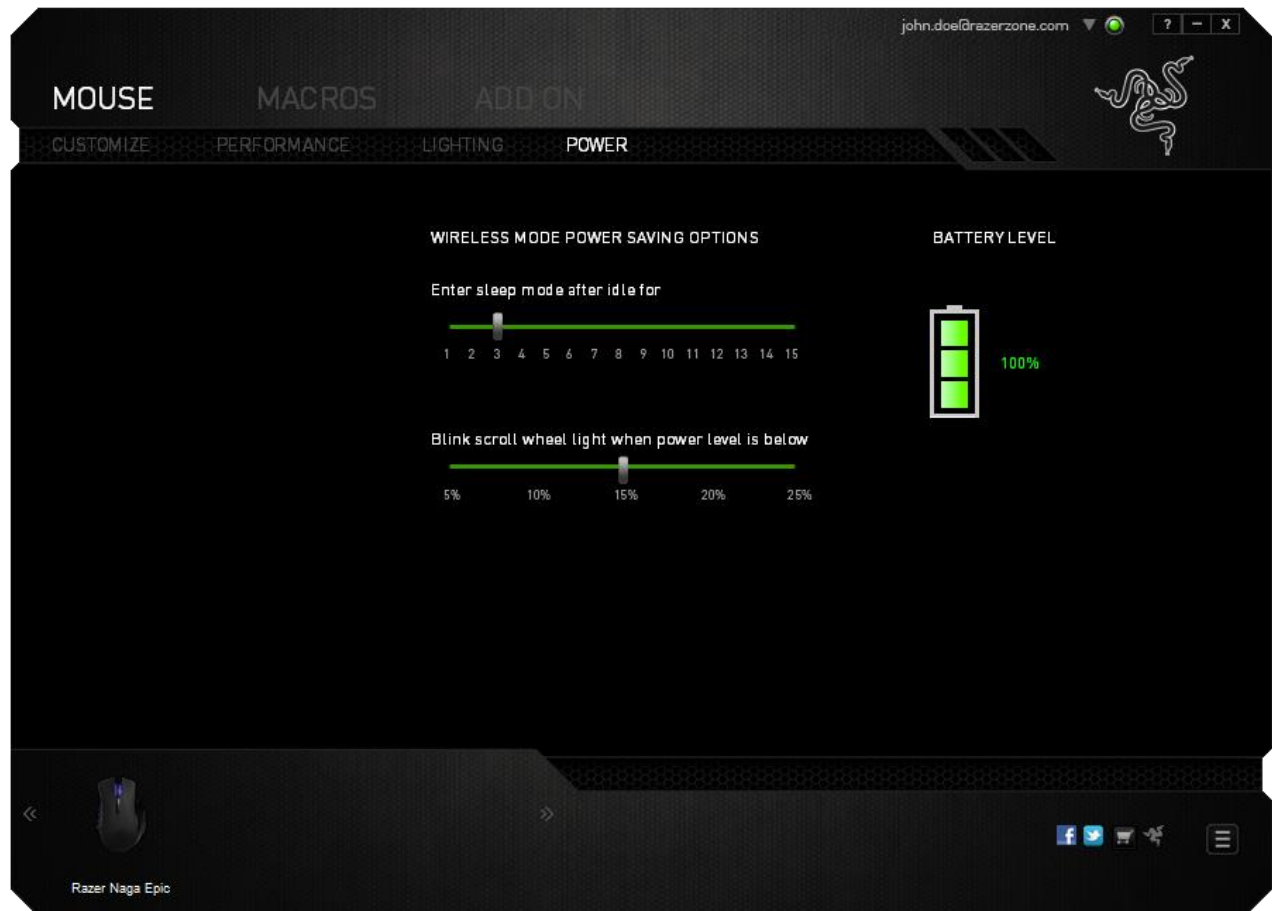 john.doe@razerzone.com
? – X
MOUSE MACROS ADD ON
CUSTOMIZE PERFORMANCE LIGHTING POWER
WIRELESS MODE POWER SAVING OPTIONS
BATTERY LEVEL
Enter sleep mode after idle for
1 2 3 4 5 6 7 8 9 10 11 12 13 14 15
100%
Blink scroll wheel light when power level is below
5% 10% 15% 20% 25%
Razer Naga Epic